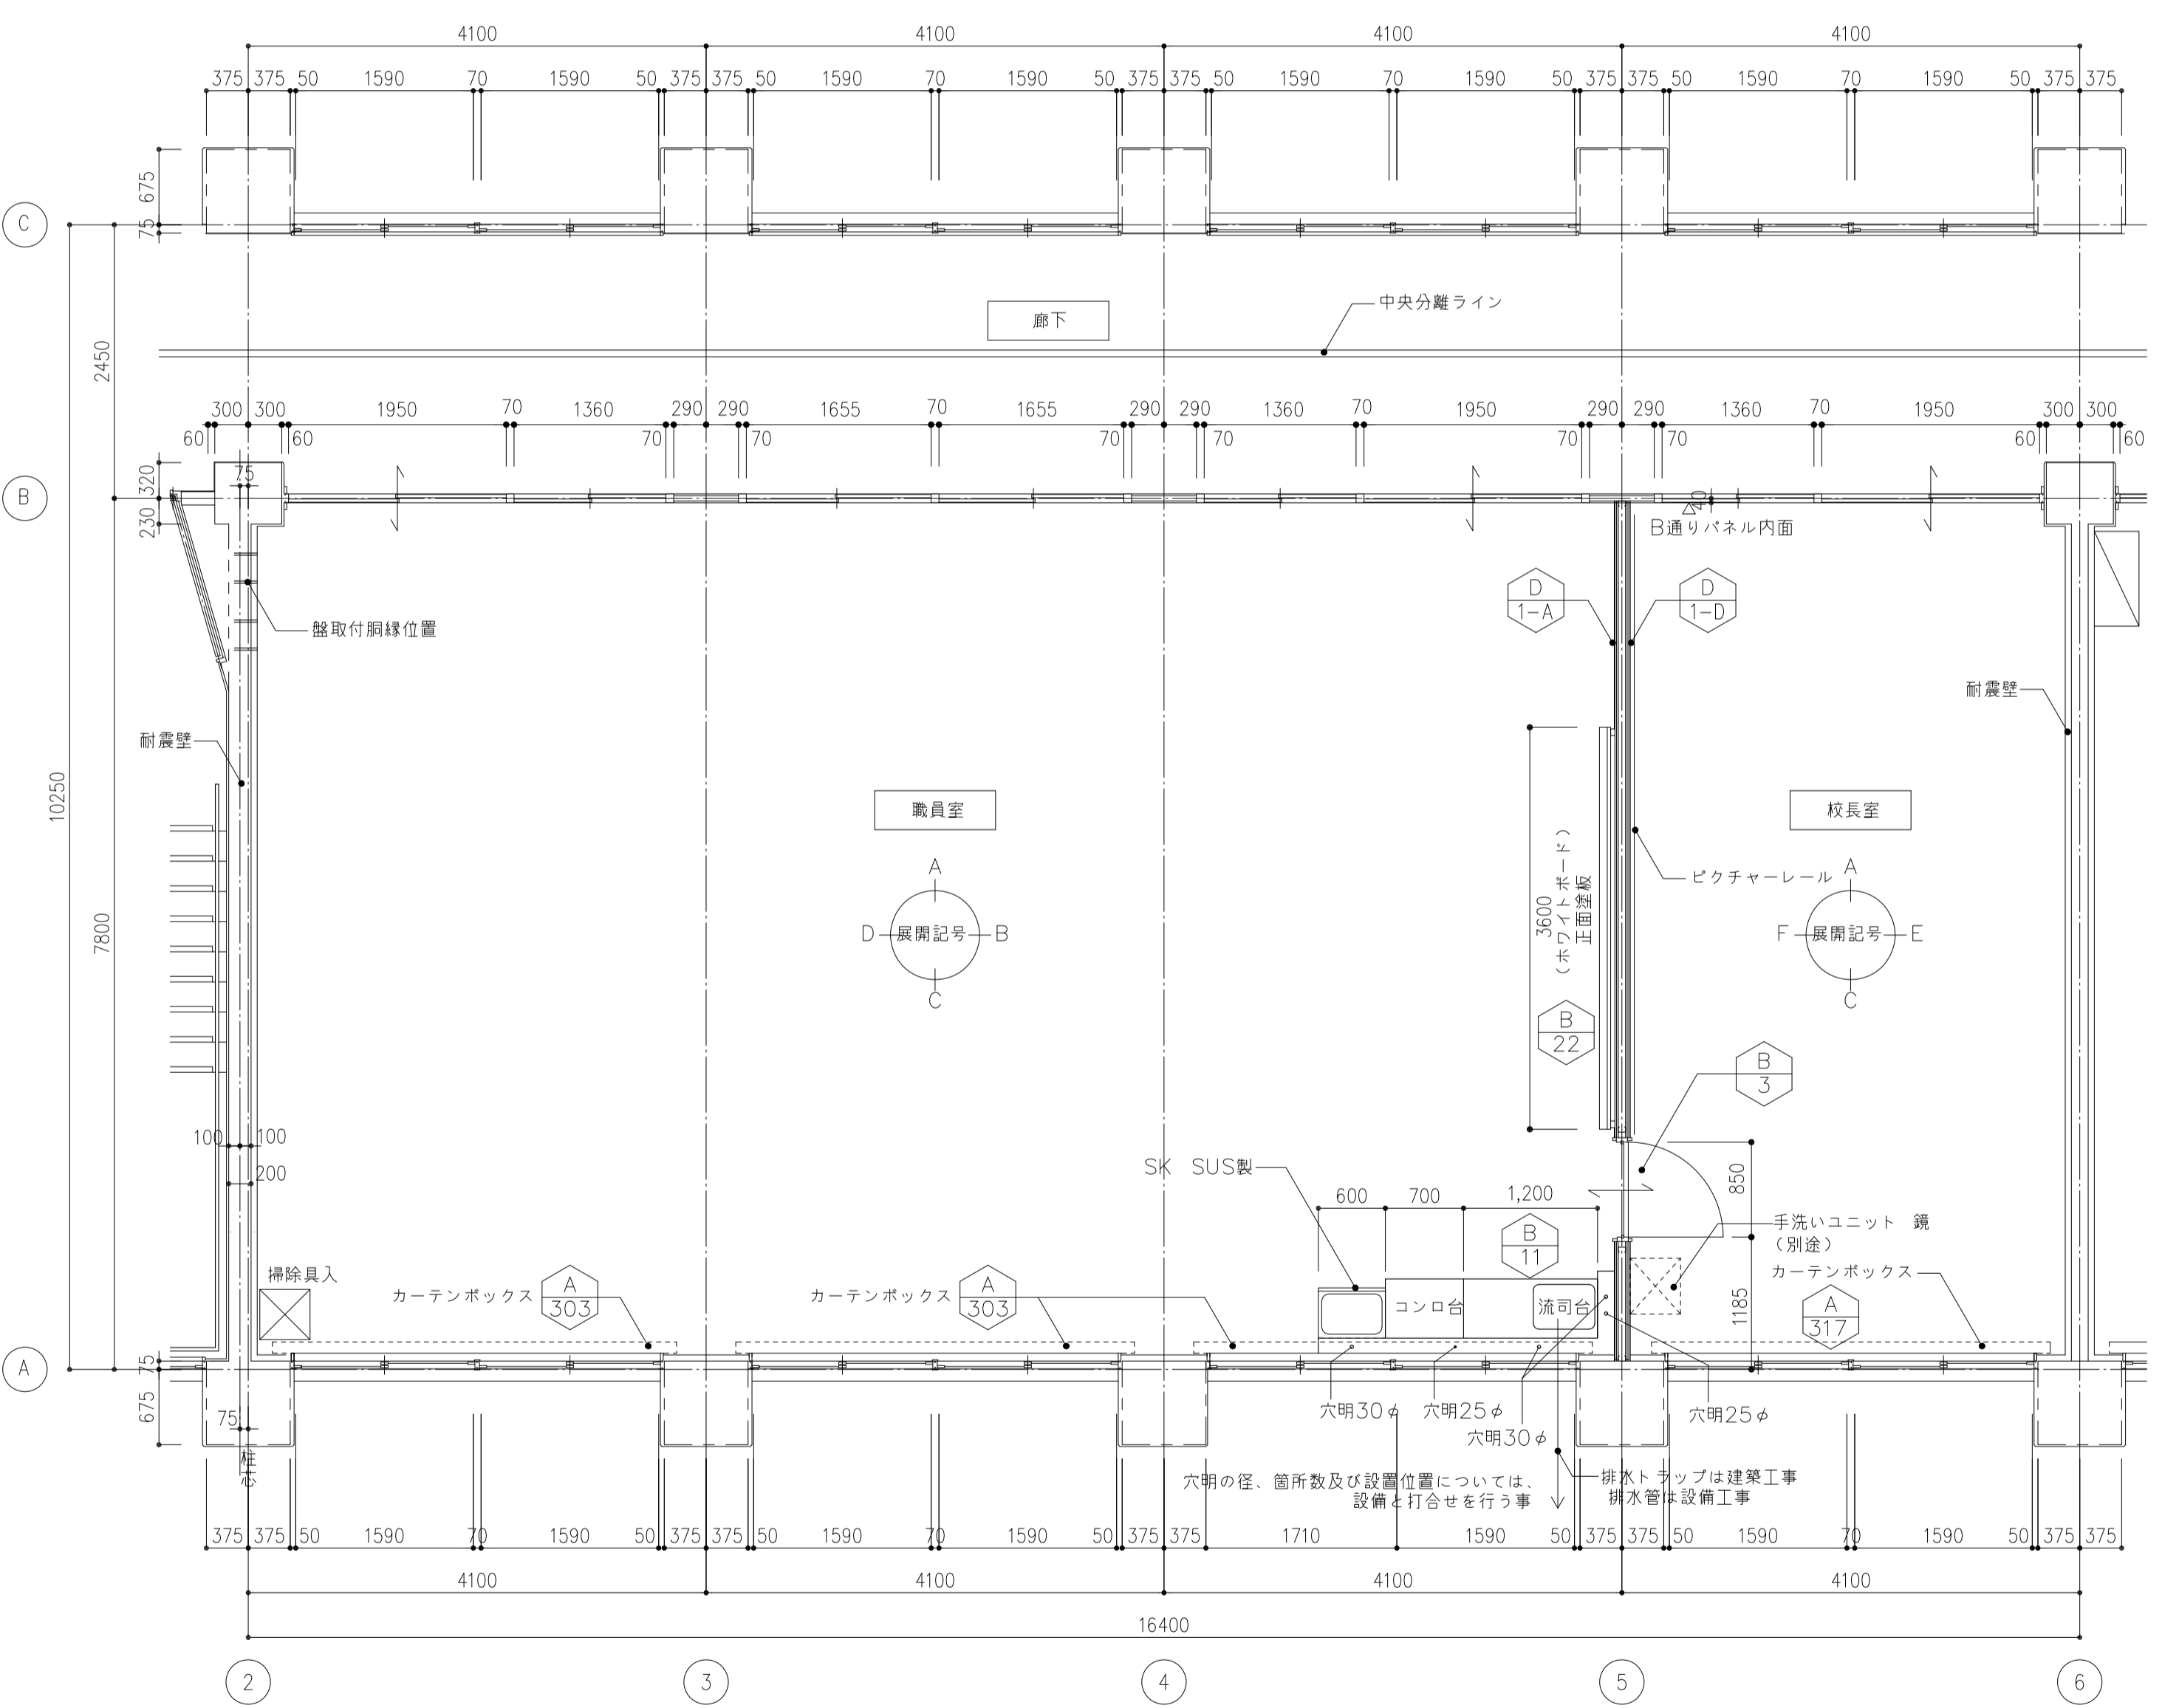 4100 4100 4100 4100
375 375 50 1590 70 1590 50 375 375 50 1590 70 1590 50 375 375 50 1590 70 1590 50 375 375 50 1590 70 1590 50 375 375
675
C
75
中央分離ライン
廊下
2450
300 300 1950 70 1360 290 290 1655 70 1655 290 290 1360 70 1950 290 290 1360 70 1950 300 300
60 60 70 70 70 70 70 70 60 60
320
75
B
40
230
B通りパネル内面
D
1-A
D
1-D
盤取付胴縁位置
耐震壁
耐震壁
10250
職員室
校長室
ピクチャーレール
3600
(ホワイトボード)
正面塗板
A
D 展開記号 B
C
A
F 展開記号 E
C
7800
B
22
B
3
100 100
200
SK SUS製
850
600 700 1,200
B
11
手洗いユニット 鏡
(別途)
掃除具入
カーテンボックス
A
303
カーテンボックス
A
303
カーテンボックス
A
317
コンロ台
流司台
1185
A
75
675
75
柱芯
穴明30φ
穴明25φ
穴明30φ
穴明25φ
穴明の径、箇所数及び設置位置については、
設備と打合せを行う事
排水トラップは建築工事
排水管は設備工事
375 375 50 1590 70 1590 50 375 375 50 1590 70 1590 50 375 375 1710 1590 50 375 375 50 1590 70 1590 50 375 375
4100 4100 4100 4100
16400
2 3 4 5 6